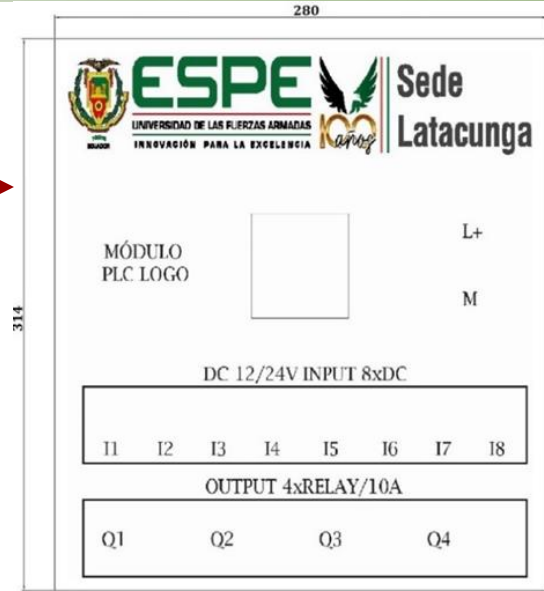 280
ESPE
UNIVERSIDAD DE LAS FUERZAS ARMADAS
INNOVACIÓN PARA LA EXCELENCIA
ECUADOR
100 años
Sede
Latacunga
314
MÓDULO
PLC LOGO
L+
M
DC 12/24V INPUT 8xDC
I1 I2 I3 I4 I5 I6 I7 I8
OUTPUT 4xRELAY/10A
Q1 Q2 Q3 Q4